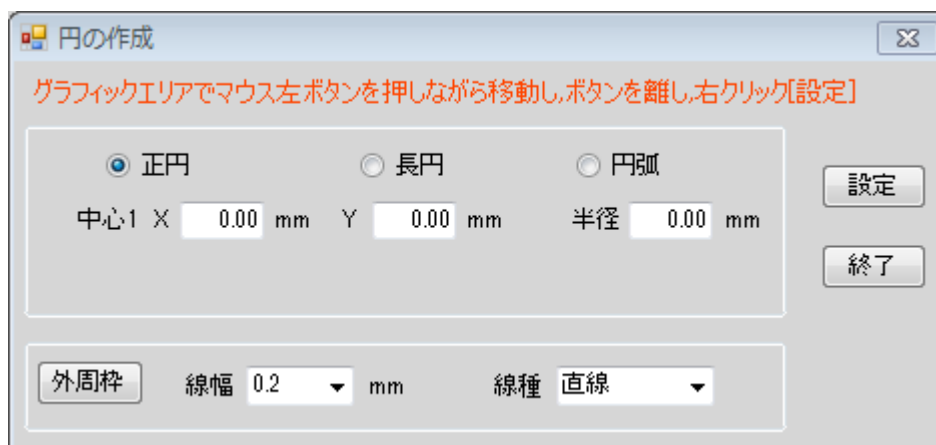 円の作成
グラフィックエリアでマウス左ボタンを押しながら移動し,ボタンを離し,右クリック[設定]
正円 長円 円弧
設定
中心1 X 0.00 mm Y 0.00 mm 半径 0.00 mm
終了
外周枠 線幅 0.2 mm 線種 直線